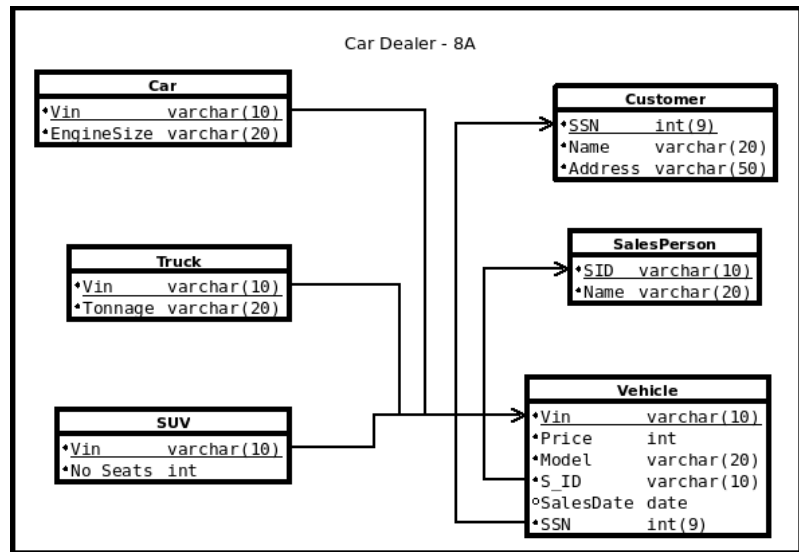 Car Dealer - 8A
Car
Vin varchar(10)
EngineSize varchar(20)
Customer
SSN int(9)
Name varchar(20)
Address varchar(50)
Truck
Vin varchar(10)
Tonnage varchar(20)
SalesPerson
SID varchar(10)
Name varchar(20)
SUV
Vin varchar(10)
No Seats int
Vehicle
Vin varchar(10)
Price int
Model varchar(20)
S_ID varchar(10)
SalesDate date
SSN int(9)